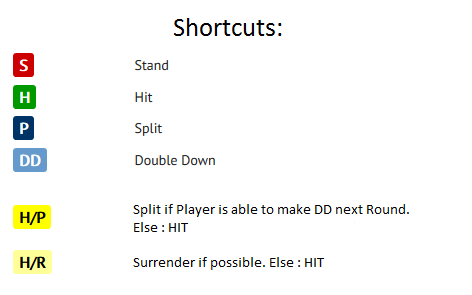 Shortcuts:
S Stand
H Hit
P Split
DD Double Down
H/P Split if Player is able to make DD next Round.
Else : HIT
H/R Surrender if possible. Else : HIT